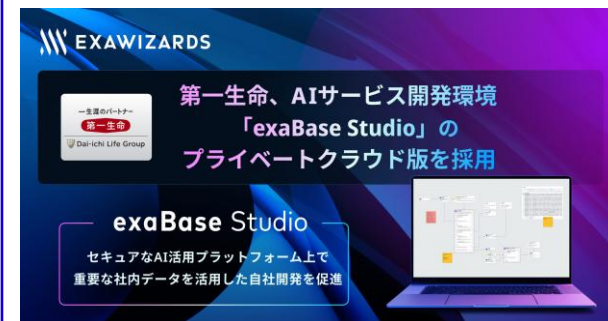 EXAWIZARDS
第一生命、AIサービス開発環境
「exaBase Studio」の
プライベートクラウド版を採用
一生涯のパートナー
第一生命
Dai-ichi Life Group
exaBase Studio
セキュアなAI活用プラットフォーム上で
重要な社内データを活用した自社開発を促進